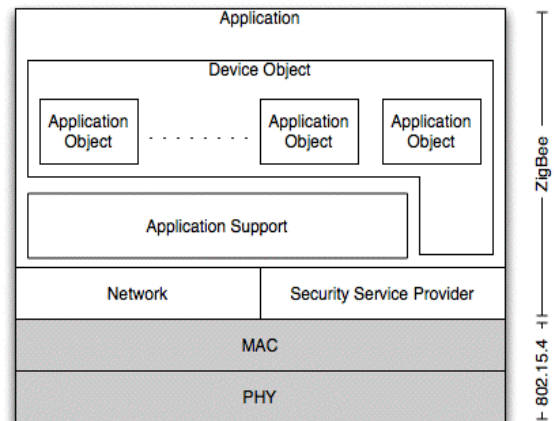 Application
Device Object
Application
Object
Application
Object
Application
Object
Application Support
Network
Security Service Provider
MAC
PHY
ZigBee
802.15.4